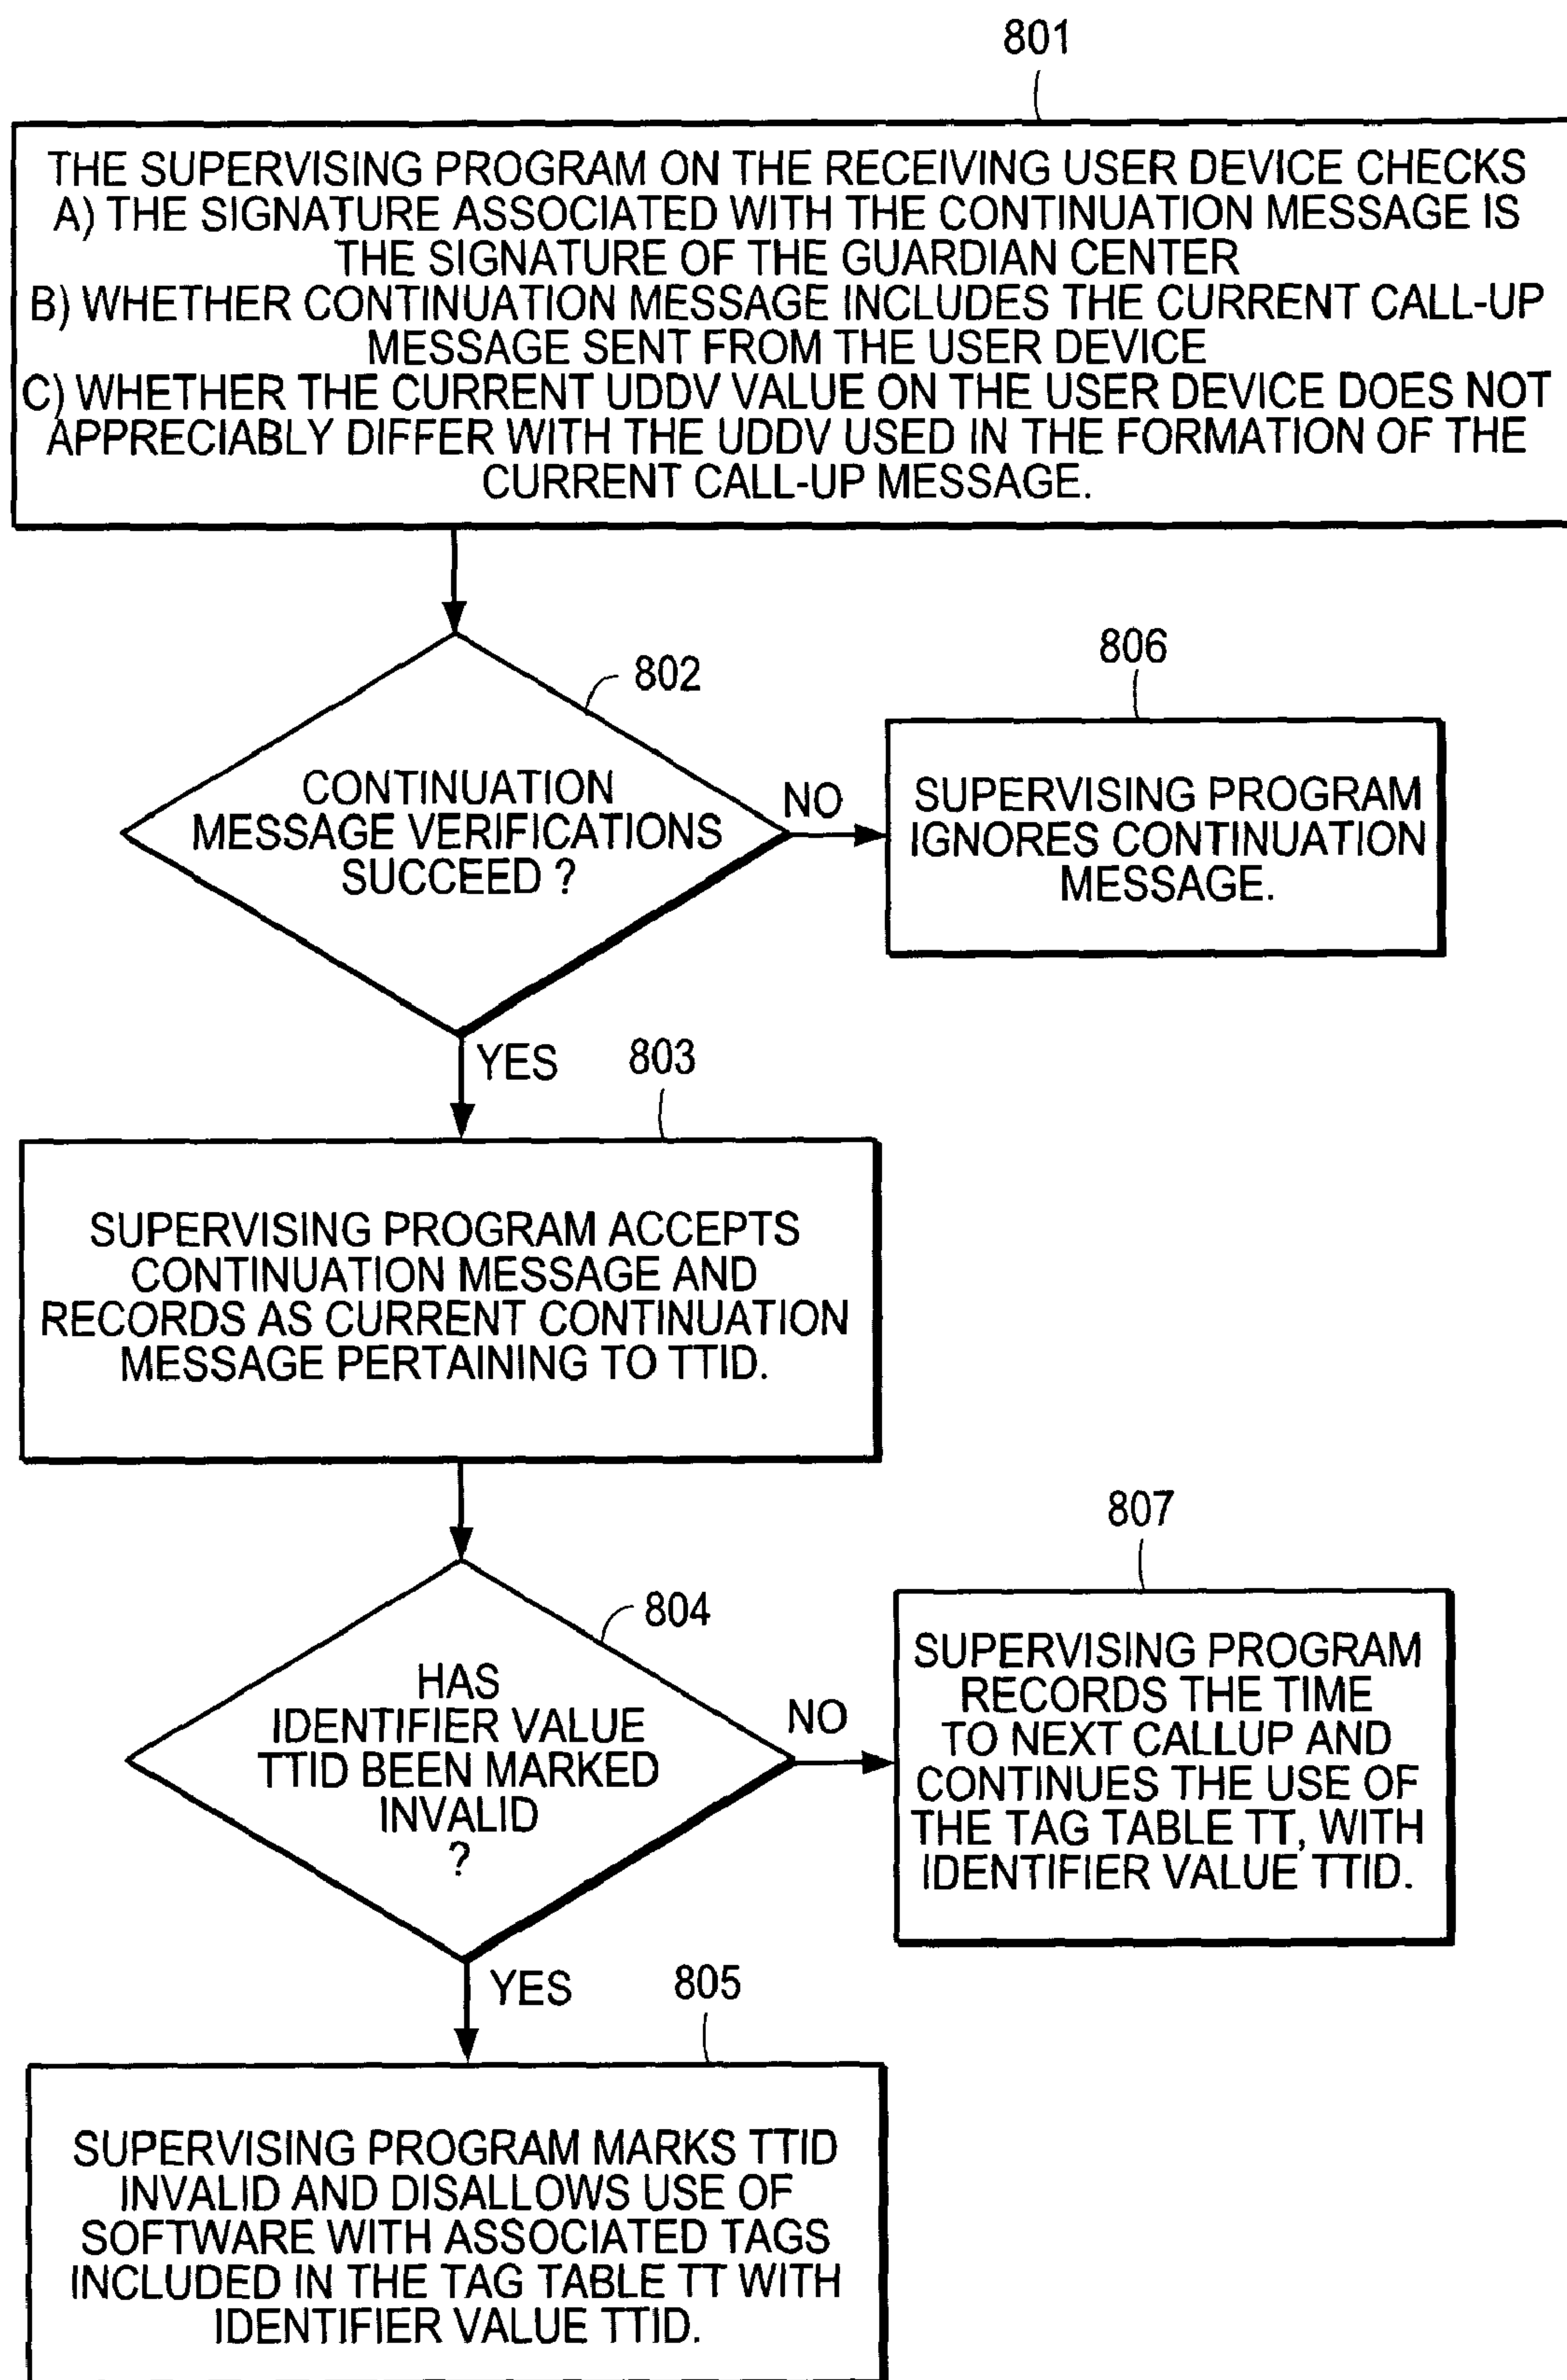 801
THE SUPERVISING PROGRAM ON THE RECEIVING USER DEVICE CHECKS
A) THE SIGNATURE ASSOCIATED WITH THE CONTINUATION MESSAGE IS
THE SIGNATURE OF THE GUARDIAN CENTER
B) WHETHER CONTINUATION MESSAGE INCLUDES THE CURRENT CALL-UP
MESSAGE SENT FROM THE USER DEVICE
C) WHETHER THE CURRENT UDDV VALUE ON THE USER DEVICE DOES NOT
APPRECIABLY DIFFER WITH THE UDDV USED IN THE FORMATION OF THE
CURRENT CALL-UP MESSAGE.
802
CONTINUATION
MESSAGE VERIFICATIONS
SUCCEED ?
NO
806
SUPERVISING PROGRAM
IGNORES CONTINUATION
MESSAGE.
YES
803
SUPERVISING PROGRAM ACCEPTS
CONTINUATION MESSAGE AND
RECORDS AS CURRENT CONTINUATION
MESSAGE PERTAINING TO TTID.
804
HAS
IDENTIFIER VALUE
TTID BEEN MARKED
INVALID
?
NO
807
SUPERVISING PROGRAM
RECORDS THE TIME
TO NEXT CALLUP AND
CONTINUES THE USE OF
THE TAG TABLE TT, WITH
IDENTIFIER VALUE TTID.
YES
805
SUPERVISING PROGRAM MARKS TTID
INVALID AND DISALLOWS USE OF
SOFTWARE WITH ASSOCIATED TAGS
INCLUDED IN THE TAG TABLE TT WITH
IDENTIFIER VALUE TTID.